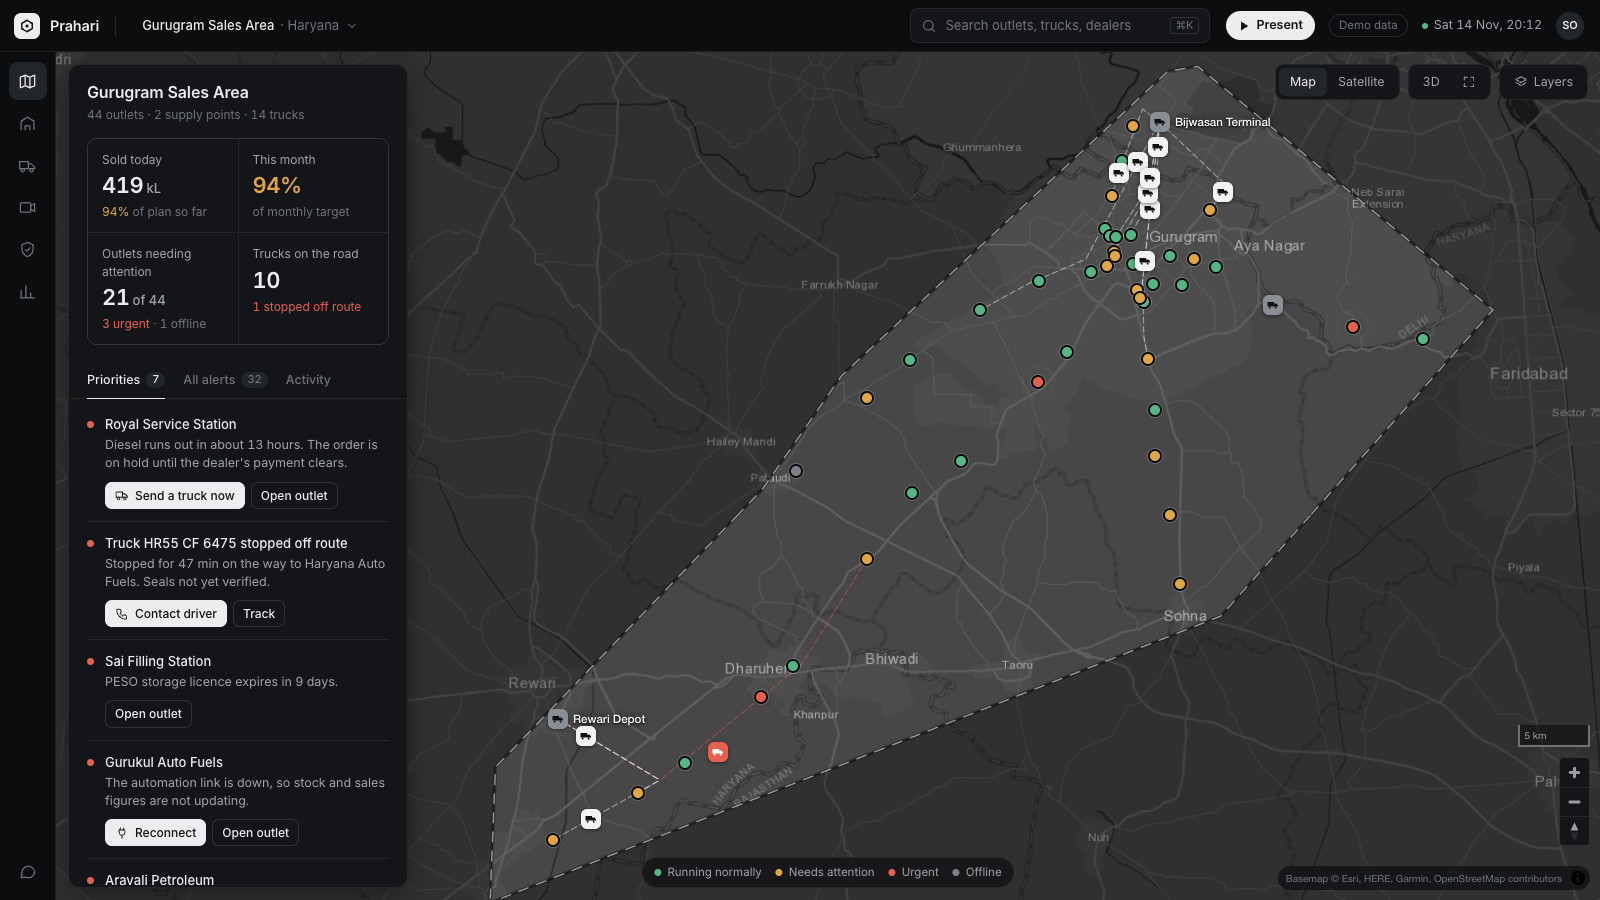 Prahari
Gurugram Sales Area · Haryana
Search outlets, trucks, dealers
⌘K
Present
Demo data
Sat 14 Nov, 20:12
SO
dri
Gurugram Sales Area
44 outlets · 2 supply points · 14 trucks
Sold today
419 kL
94% of plan so far
This month
94%
of monthly target
Outlets needing
attention
21 of 44
3 urgent · 1 offline
Trucks on the road
10
1 stopped off route
Priorities 7
All alerts 32
Activity
Royal Service Station
Diesel runs out in about 13 hours. The order is
on hold until the dealer's payment clears.
Send a truck now
Open outlet
Truck HR55 CF 6475 stopped off route
Stopped for 47 min on the way to Haryana Auto
Fuels. Seals not yet verified.
Contact driver
Track
Sai Filling Station
PESO storage licence expires in 9 days.
Open outlet
Gurukul Auto Fuels
The automation link is down, so stock and sales
figures are not updating.
Reconnect
Open outlet
Aravali Petroleum
Map
Satellite
3D
Layers
Bijwasan Terminal
Ghummanhera
Neb Sarai
Extension
HARYANA
Gurugram
Aya Nagar
Farrukh Nagar
DELHI
Faridabad
Sector 75
Hailey Mandi
Pataudi
Piyala
Sohna
Dharuhe
Bhiwadi
Taoru
Rewari
Khanpur
Rewari Depot
HARYANA
RAJASTHAN
5 km
Pal
Nuh
Running normally
Needs attention
Urgent
Offline
Basemap © Esri, HERE, Garmin, OpenStreetMap contributors